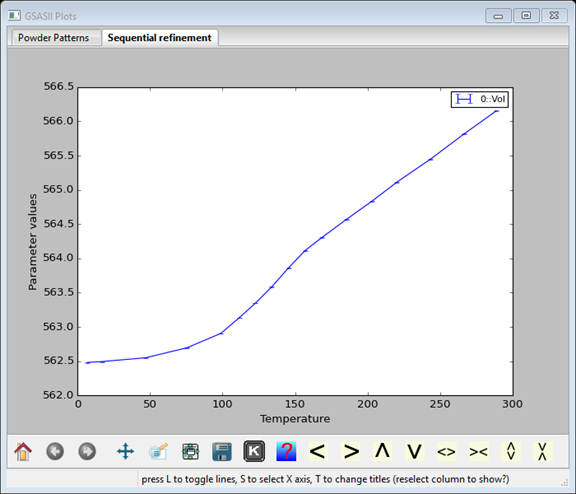 GSASII Plots
Powder Patterns Sequential refinement
566.5
566.0
565.5
565.0
564.5
564.0
563.5
563.0
562.5
562.0
Parameter values
0::Vol
0 50 100 150 200 250 300
Temperature
K ? < > Λ V <> ><
press L to toggle lines, S to select X axis, T to change titles (reselect column to show?)